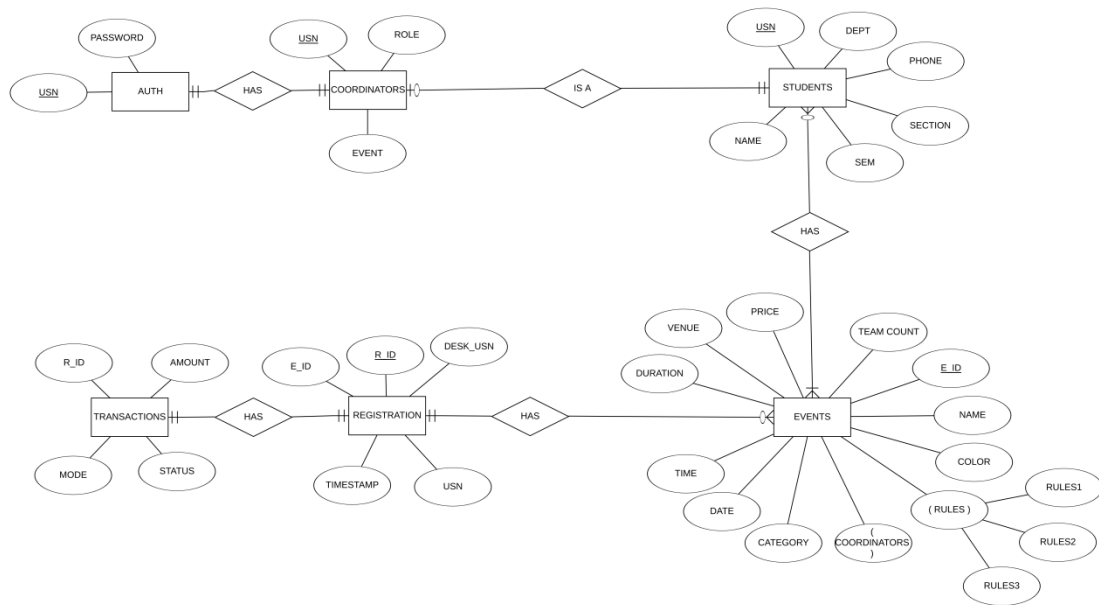 USN
PASSWORD
AUTH
HAS
USN
ROLE
COORDINATORS
EVENT
IS A
USN
DEPT
PHONE
STUDENTS
SECTION
NAME
SEM
HAS
R_ID
AMOUNT
TRANSACTIONS
MODE
STATUS
HAS
E_ID
R_ID
DESK_USN
REGISTRATION
TIMESTAMP
USN
HAS
VENUE
PRICE
TEAM COUNT
DURATION
E_ID
EVENTS
NAME
COLOR
TIME
DATE
CATEGORY
(
COORDINATORS
)
( RULES )
RULES1
RULES2
RULES3